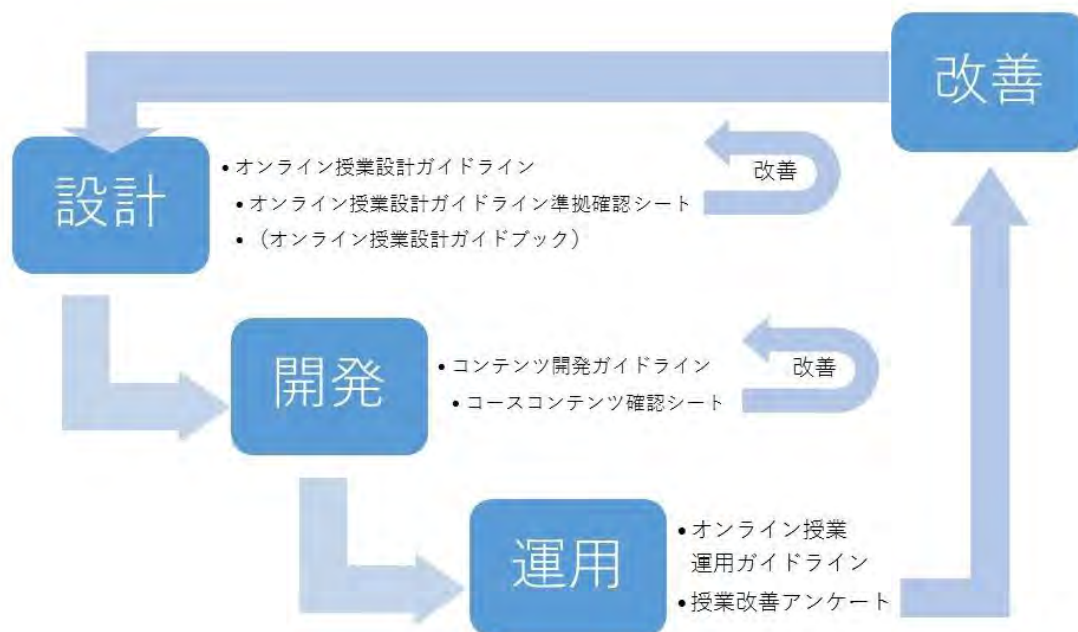 改善
設計
• オンライン授業設計ガイドライン
• オンライン授業設計ガイドライン準拠確認シート
• （オンライン授業設計ガイドブック）
改善
開発
• コンテンツ開発ガイドライン
• コースコンテンツ確認シート
改善
運用
• オンライン授業
運用ガイドライン
• 授業改善アンケート